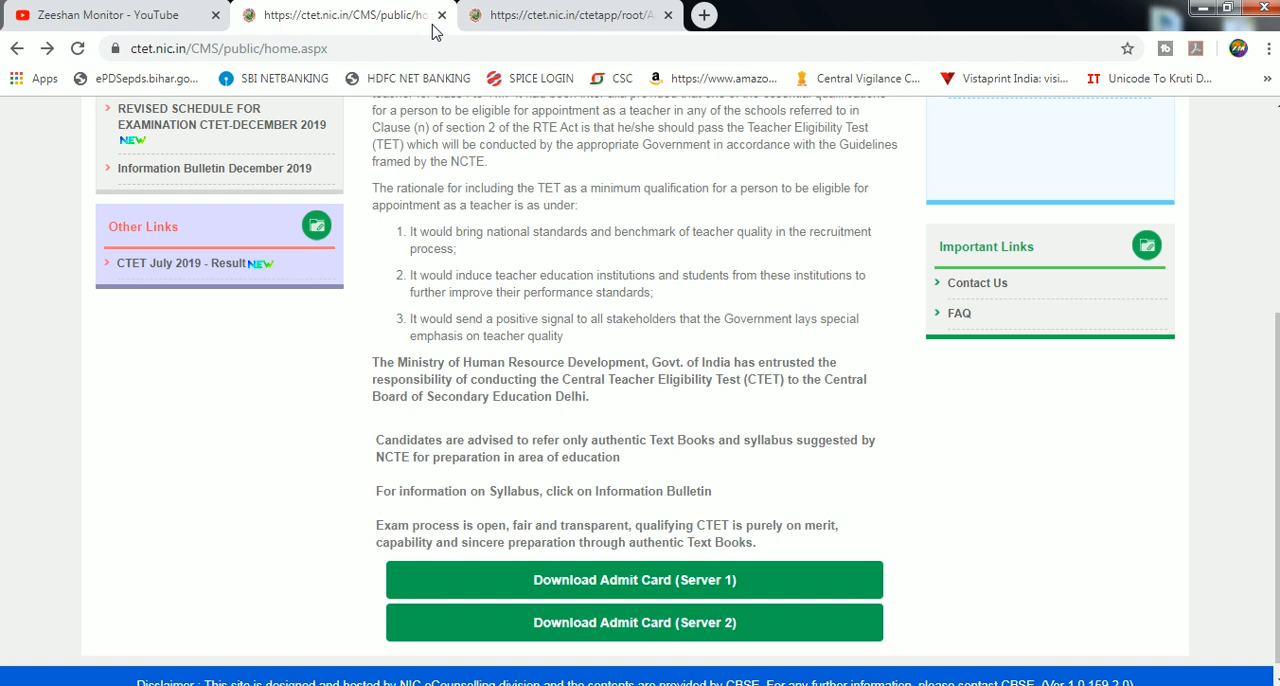 Zeeshan Monitor - YouTube
https://ctet.nic.in/CMS/public/ho
https://ctet.nic.in/ctetapp/root/A
ctet.nic.in/CMS/public/home.aspx
Apps
ePDSepds.bihar.go...
SBI NETBANKING
HDFC NET BANKING
SPICE LOGIN
CSC
https://www.amazo...
Central Vigilance C...
Vistaprint India: visi...
IT Unicode To Kruti D...
»
REVISED SCHEDULE FOR
EXAMINATION CTET-DECEMBER 2019
NEW
Information Bulletin December 2019
Other Links
CTET July 2019 - Result NEW
for a person to be eligible for appointment as a teacher in any of the schools referred to in
Clause (n) of section 2 of the RTE Act is that he/she should pass the Teacher Eligibility Test
(TET) which will be conducted by the appropriate Government in accordance with the Guidelines
framed by the NCTE.
The rationale for including the TET as a minimum qualification for a person to be eligible for
appointment as a teacher is as under:
1. It would bring national standards and benchmark of teacher quality in the recruitment
process;
2. It would induce teacher education institutions and students from these institutions to
further improve their performance standards;
3. It would send a positive signal to all stakeholders that the Government lays special
emphasis on teacher quality
The Ministry of Human Resource Development, Govt. of India has entrusted the
responsibility of conducting the Central Teacher Eligibility Test (CTET) to the Central
Board of Secondary Education Delhi.
Candidates are advised to refer only authentic Text Books and syllabus suggested by
NCTE for preparation in area of education
For information on Syllabus, click on Information Bulletin
Exam process is open, fair and transparent, qualifying CTET is purely on merit,
capability and sincere preparation through authentic Text Books.
Download Admit Card (Server 1)
Download Admit Card (Server 2)
Important Links
Contact Us
FAQ
Disclaimer : This site is designed and hosted by NIC eCounselling division and the contents are provided by CBSE. For any further information, please contact CBSE. (Ver 1.0.159.2.0)